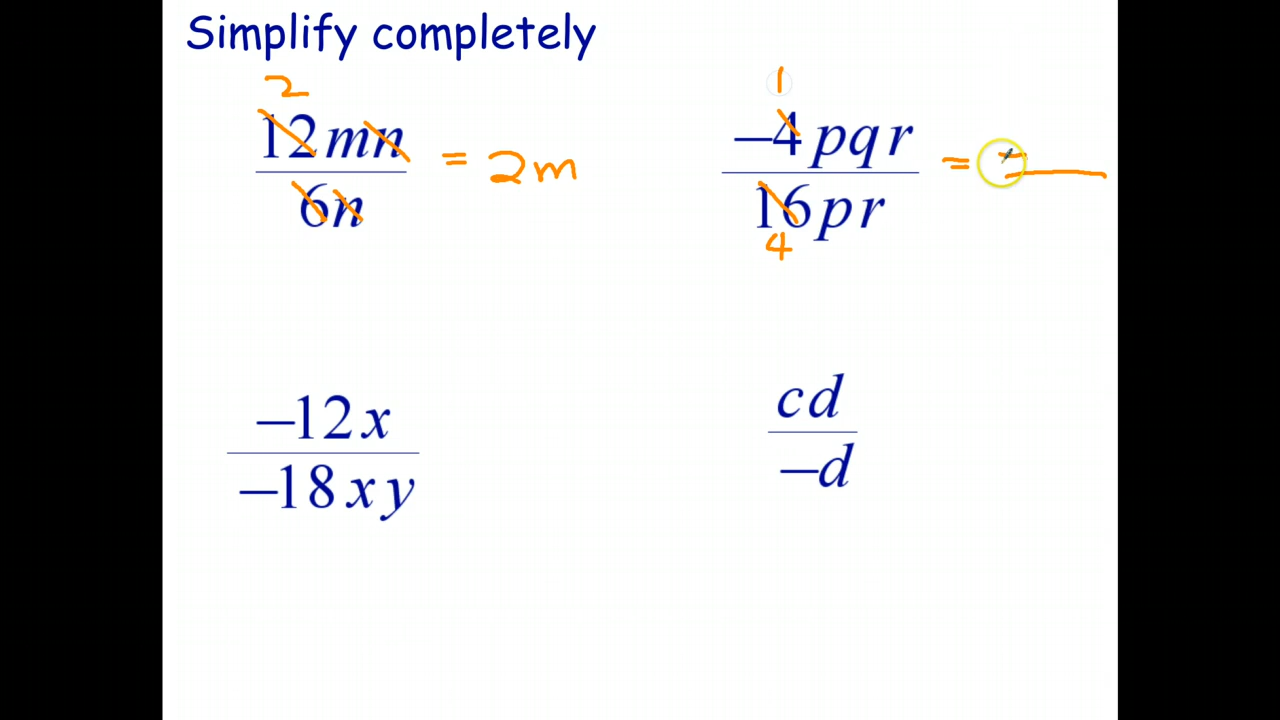 Simplify completely
2
12mn
6n
= 2m
1
−4pqr
16pr
4
= −
−12x
−18xy
cd
−d